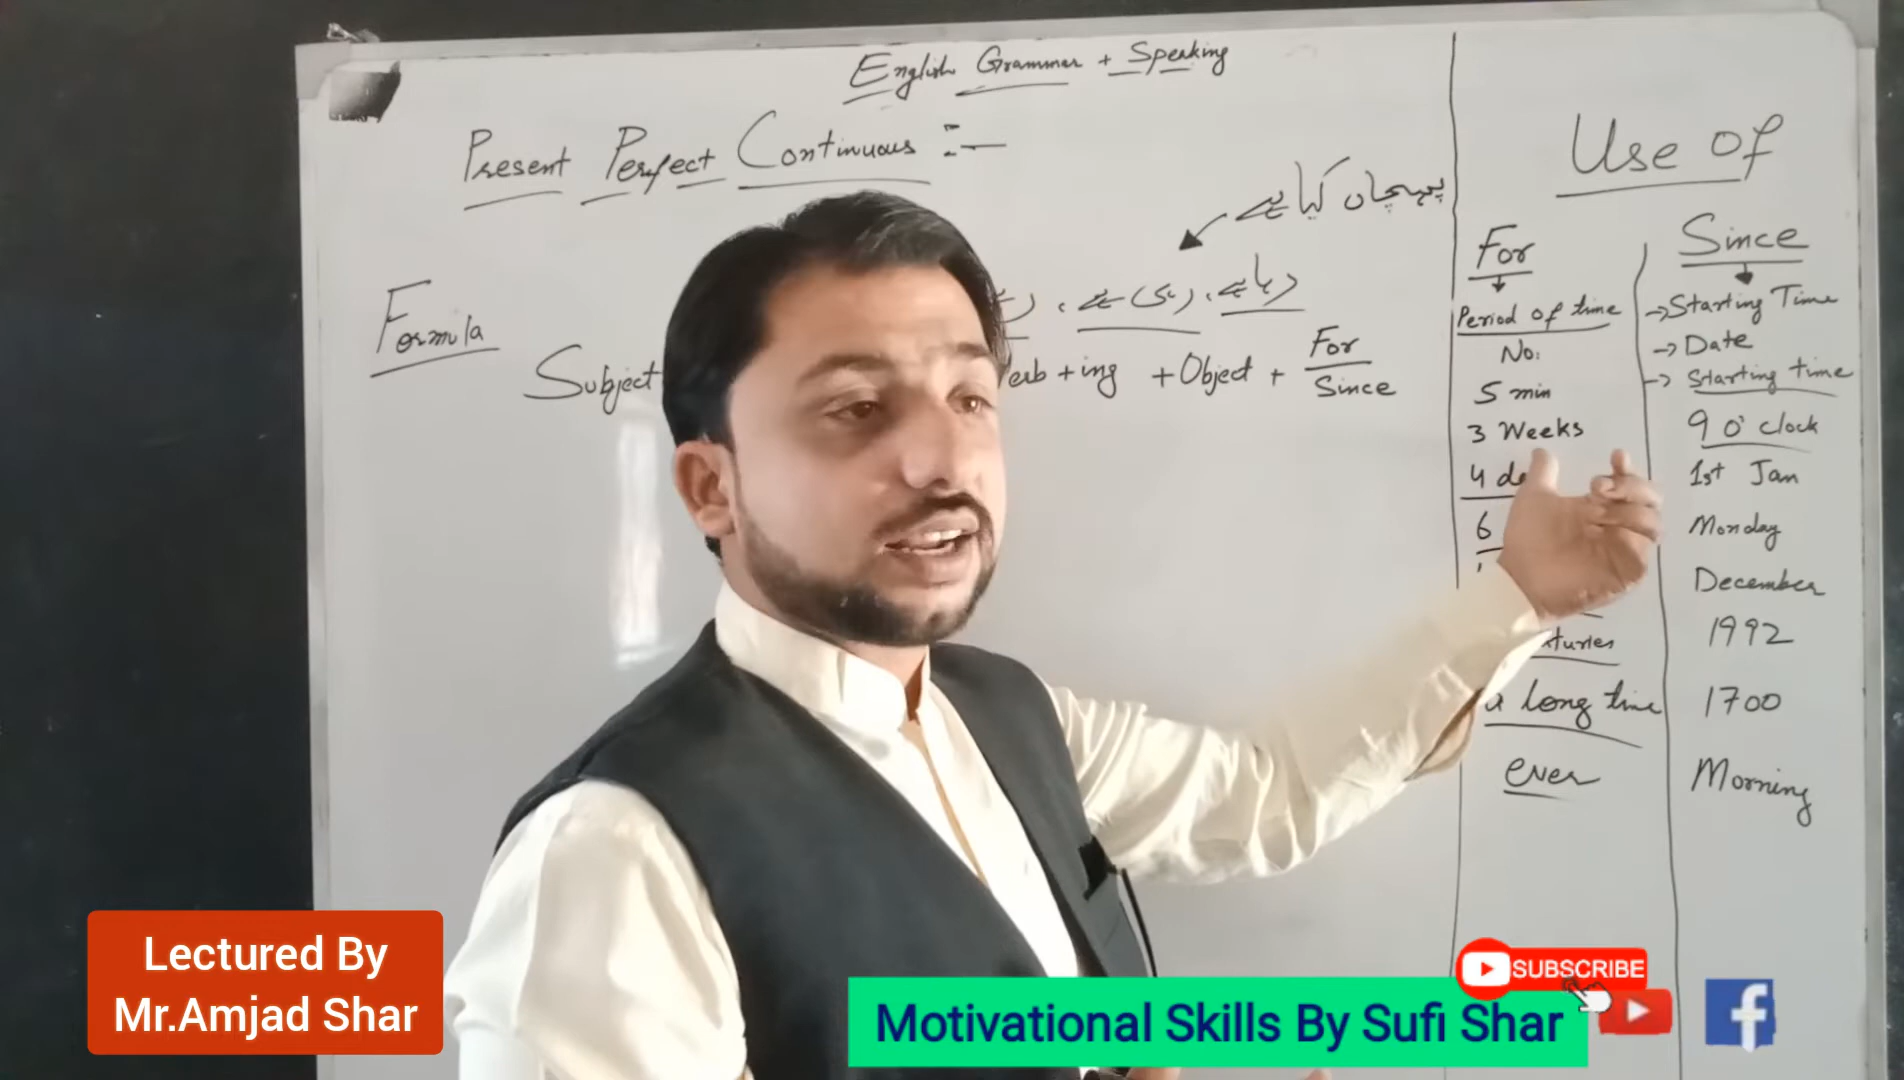 English Grammar + Speaking
Present Perfect Continuous :-
پہچان کیا ہے
رہا ہے، رہی ہے،
Formula
Subject
erb + ing + Object + For
Since
Use of
For
Period of time
No:
5 min
3 Weeks
4 d
6
turies
a long time
ever
Since
→ Starting Time
→ Date
→ Starting time
9 o' clock
1st Jan
Monday
December
1992
1700
Morning
Lectured By
Mr.Amjad Shar
Motivational Skills By Sufi Shar
SUBSCRIBE
f